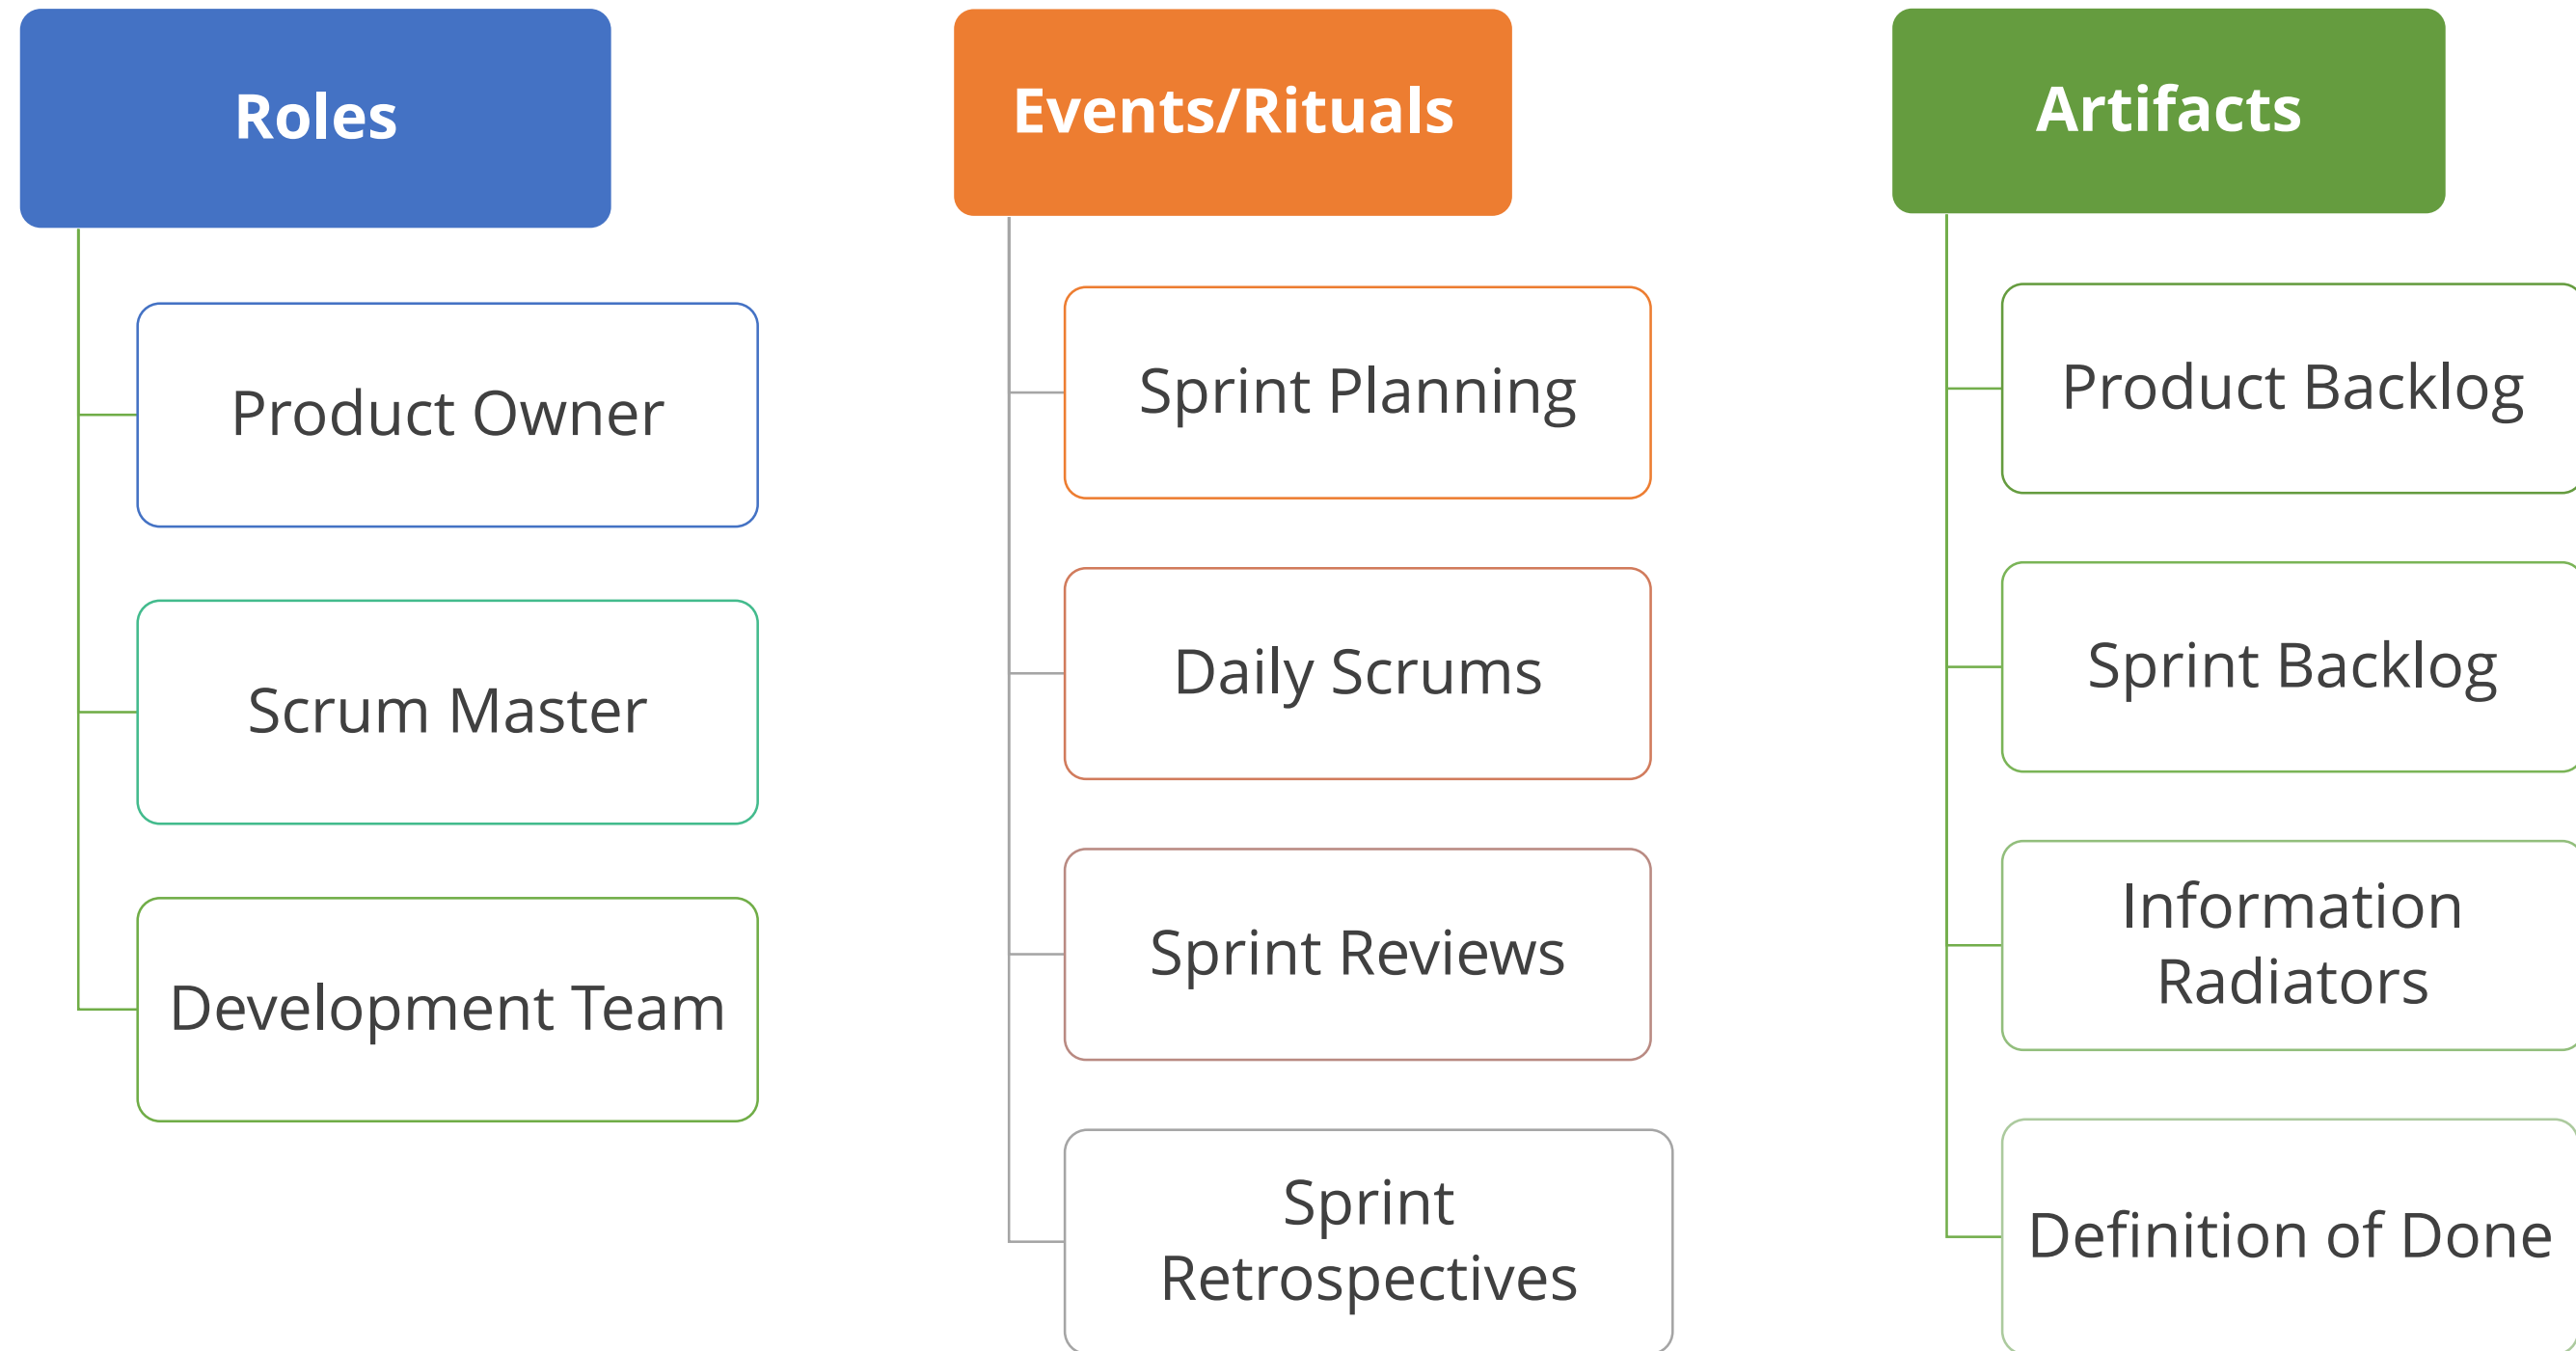 Roles
Product Owner
Scrum Master
Development Team
Events/Rituals
Sprint Planning
Daily Scrums
Sprint Reviews
Sprint
Retrospectives
Artifacts
Product Backlog
Sprint Backlog
Information
Radiators
Definition of Done